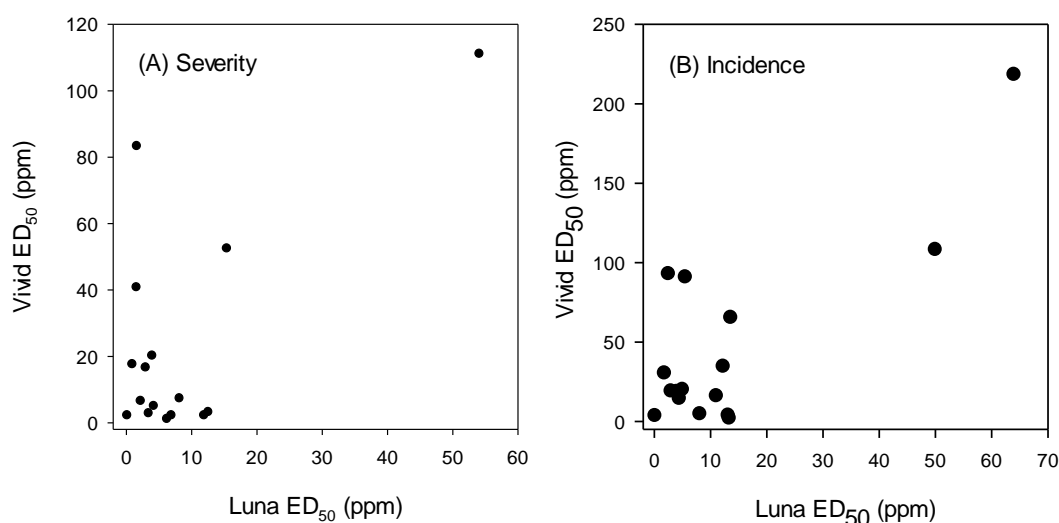 (A) Severity
Vivid ED50 (ppm)
120
100
80
60
40
20
0
0 10 20 30 40 50 60
Luna ED50 (ppm)
(B) Incidence
Vivid ED50 (ppm)
250
200
150
100
50
0
0 10 20 30 40 50 60 70
Luna ED50 (ppm)